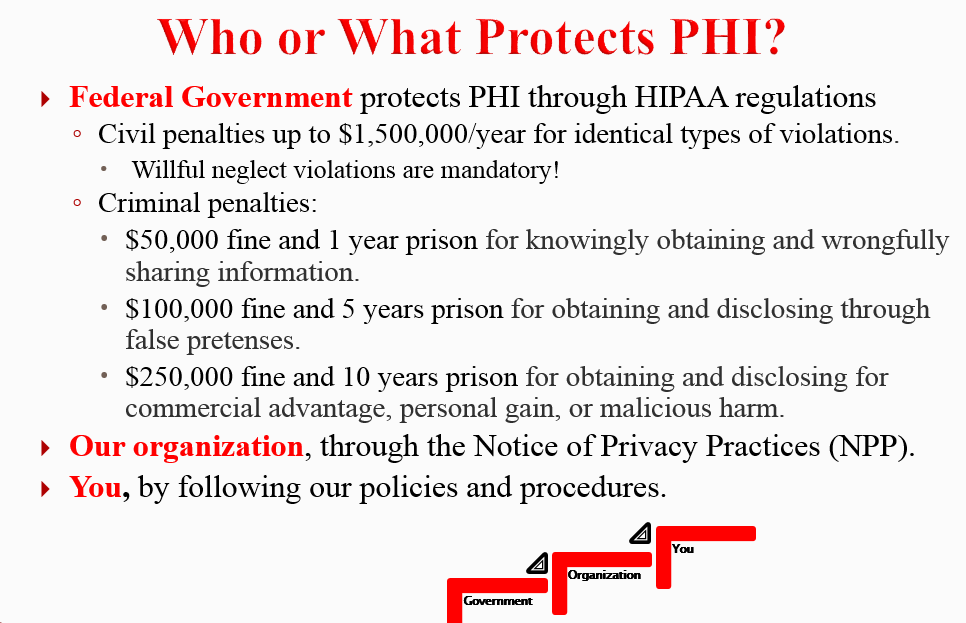 Who or What Protects PHI?
Federal Government protects PHI through HIPAA regulations
Civil penalties up to $1,500,000/year for identical types of violations.
Willful neglect violations are mandatory!
Criminal penalties:
$50,000 fine and 1 year prison for knowingly obtaining and wrongfully
sharing information.
$100,000 fine and 5 years prison for obtaining and disclosing through
false pretenses.
$250,000 fine and 10 years prison for obtaining and disclosing for
commercial advantage, personal gain, or malicious harm.
Our organization, through the Notice of Privacy Practices (NPP).
You, by following our policies and procedures.
You
Organization
Government